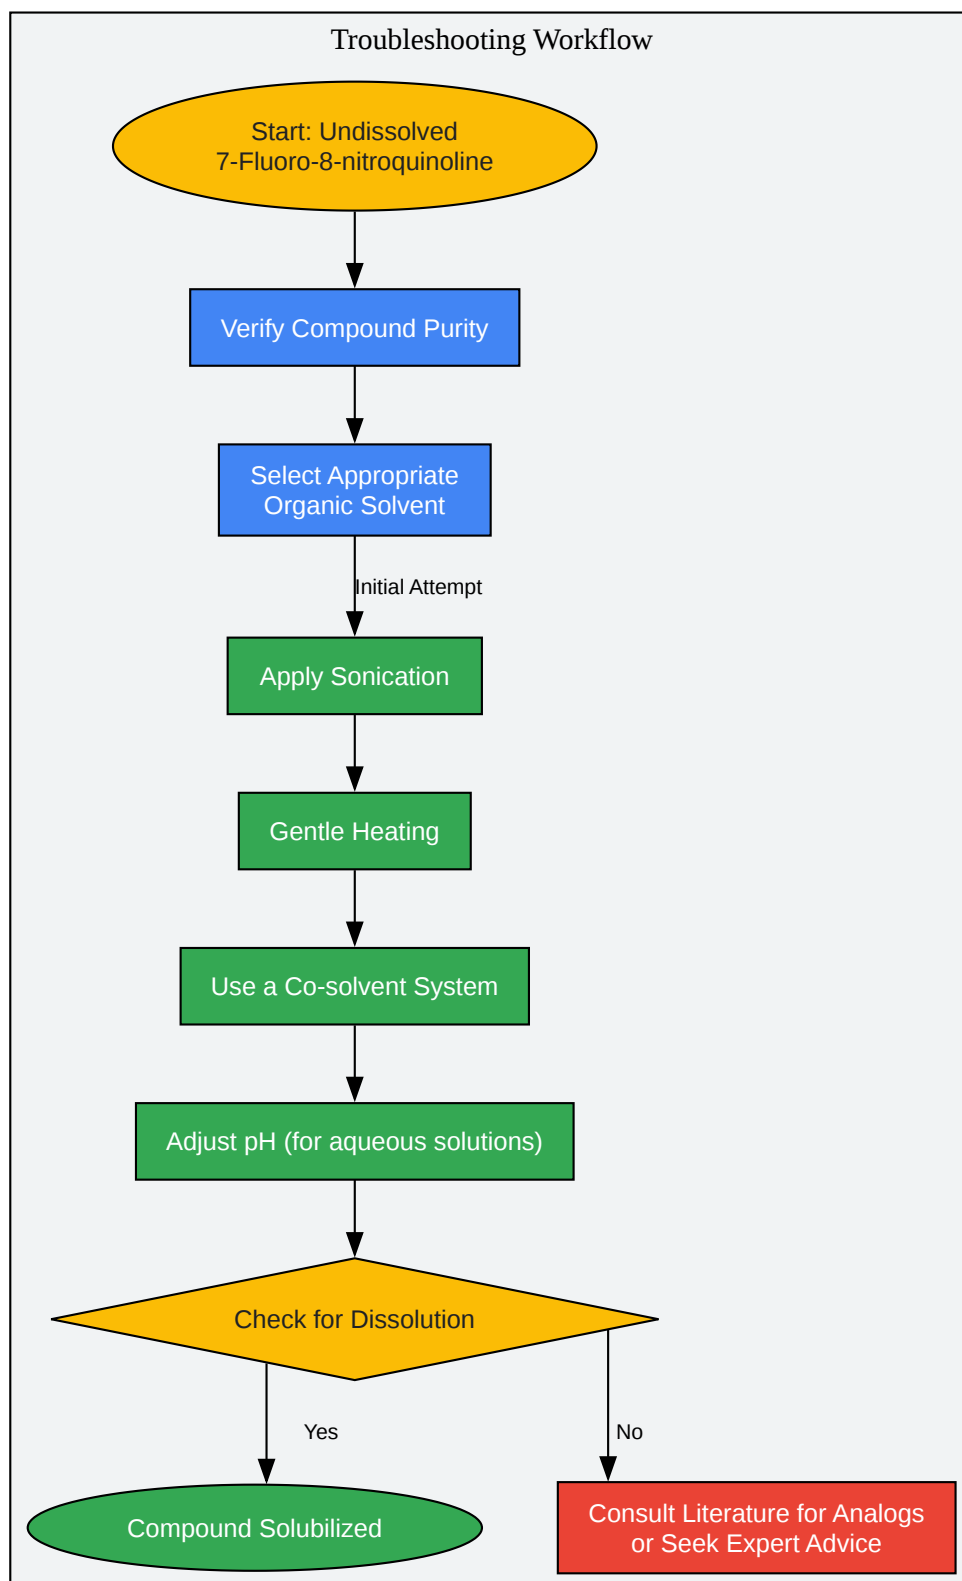 Troubleshooting Workflow
Start: Undissolved
7-Fluoro-8-nitroquinoline
Verify Compound Purity
Select Appropriate
Organic Solvent
Initial Attempt
Apply Sonication
Gentle Heating
Use a Co-solvent System
Adjust pH (for aqueous solutions)
Check for Dissolution
Yes
No
Compound Solubilized
Consult Literature for Analogs
or Seek Expert Advice